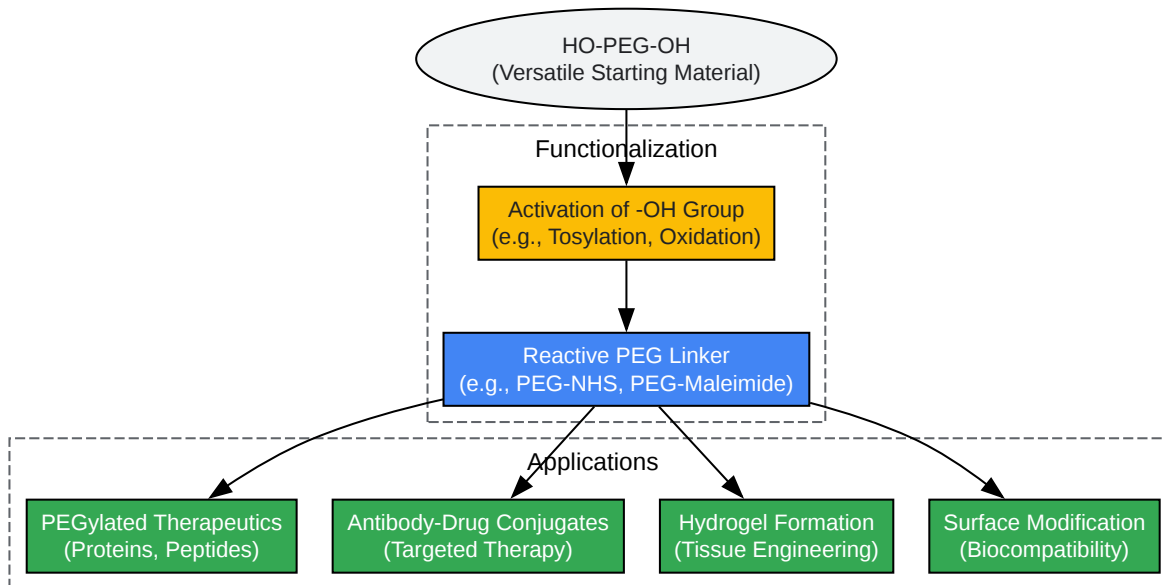 HO-PEG-OH
(Versatile Starting Material)
Functionalization
Activation of -OH Group
(e.g., Tosylation, Oxidation)
Reactive PEG Linker
(e.g., PEG-NHS, PEG-Maleimide)
Applications
PEGylated Therapeutics
(Proteins, Peptides)
Antibody-Drug Conjugates
(Targeted Therapy)
Hydrogel Formation
(Tissue Engineering)
Surface Modification
(Biocompatibility)